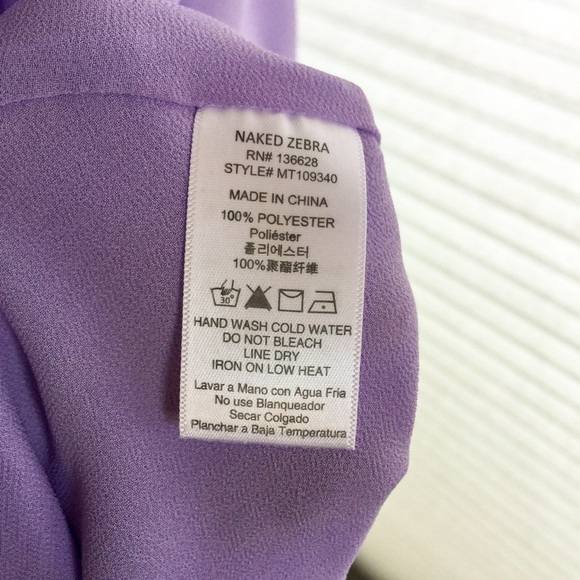 NAKED ZEBRA
RN# 136628
STYLE# MT109340
MADE IN CHINA
100% POLYESTER
Poliéster
폴리에스터
100%聚酯纤维
30°
HAND WASH COLD WATER
DO NOT BLEACH
LINE DRY
IRON ON LOW HEAT
Lavar a Mano con Agua Fria
No use Blanqueador
Secar Colgado
Planchar a Baja Temperatura